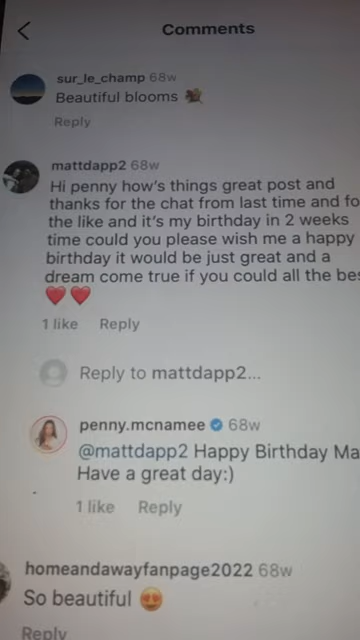 Comments
sur_le_champ 68w
Beautiful blooms
Reply
mattdapp2 68w
Hi penny how's things great post and
thanks for the chat from last time and fo
the like and it's my birthday in 2 weeks
time could you please wish me a happy
birthday it would be just great and a
dream come true if you could all the bes
❤️❤️
1 like Reply
Reply to mattdapp2...
penny.mcnamee 68w
@mattdapp2 Happy Birthday Ma
Have a great day:)
1 like Reply
homeandawayfanpage2022 68w
So beautiful 😍
Reply